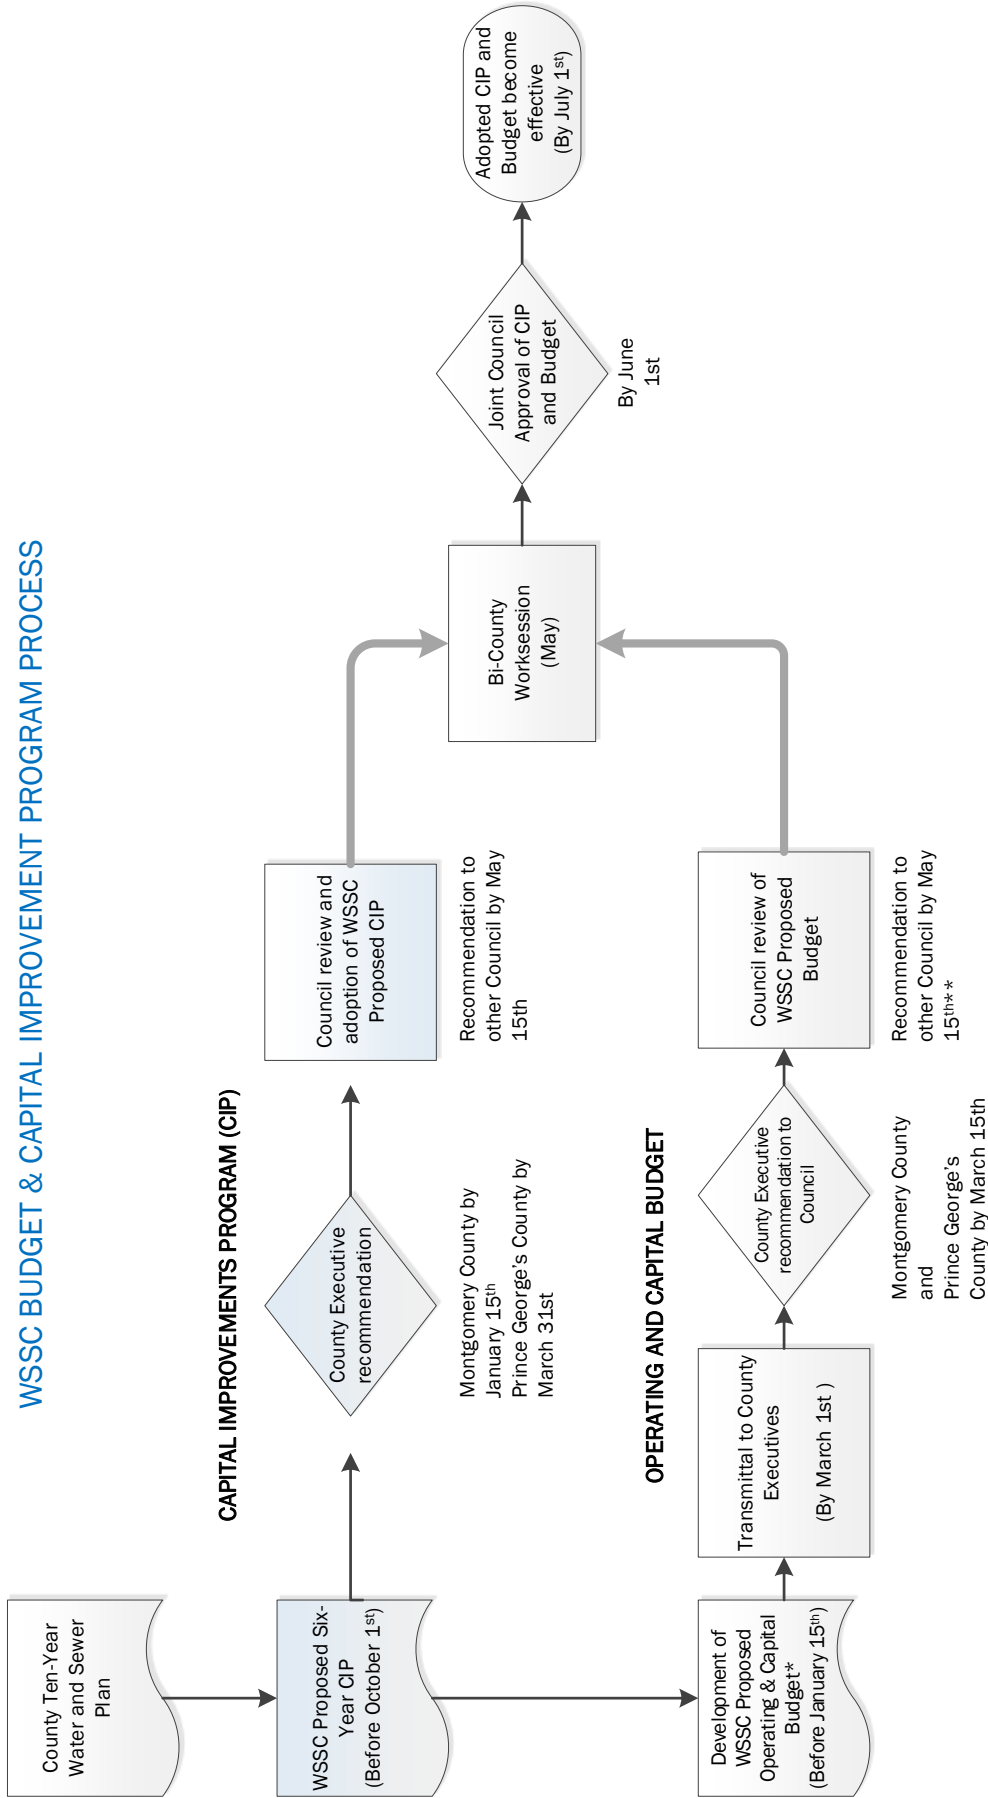 WSSC BUDGET & CAPITAL IMPROVEMENT PROGRAM PROCESS
County Ten-Year
Water and Sewer
Plan
CAPITAL IMPROVEMENTS PROGRAM (CIP)
WSSC Proposed Six-
Year CIP
(Before October 1st)
County Executive
recommendation
Montgomery County by
January 15th
Prince George's County by
March 31st
Council review and
adoption of WSSC
Proposed CIP
Recommendation to
other Council by May
15th
OPERATING AND CAPITAL BUDGET
Development of
WSSC Proposed
Operating & Capital
Budget*
(Before January 15th)
Transmittal to County
Executives
(By March 1st )
County Executive
recommendation to
Council
Montgomery County
and
Prince George's
County by March 15th
Council review of
WSSC Proposed
Budget
Recommendation to
other Council by May
15th**
Bi-County
Worksession
(May)
Joint Council
Approval of CIP
and Budget
By June
1st
Adopted CIP and
Budget become
effective
(By July 1st)